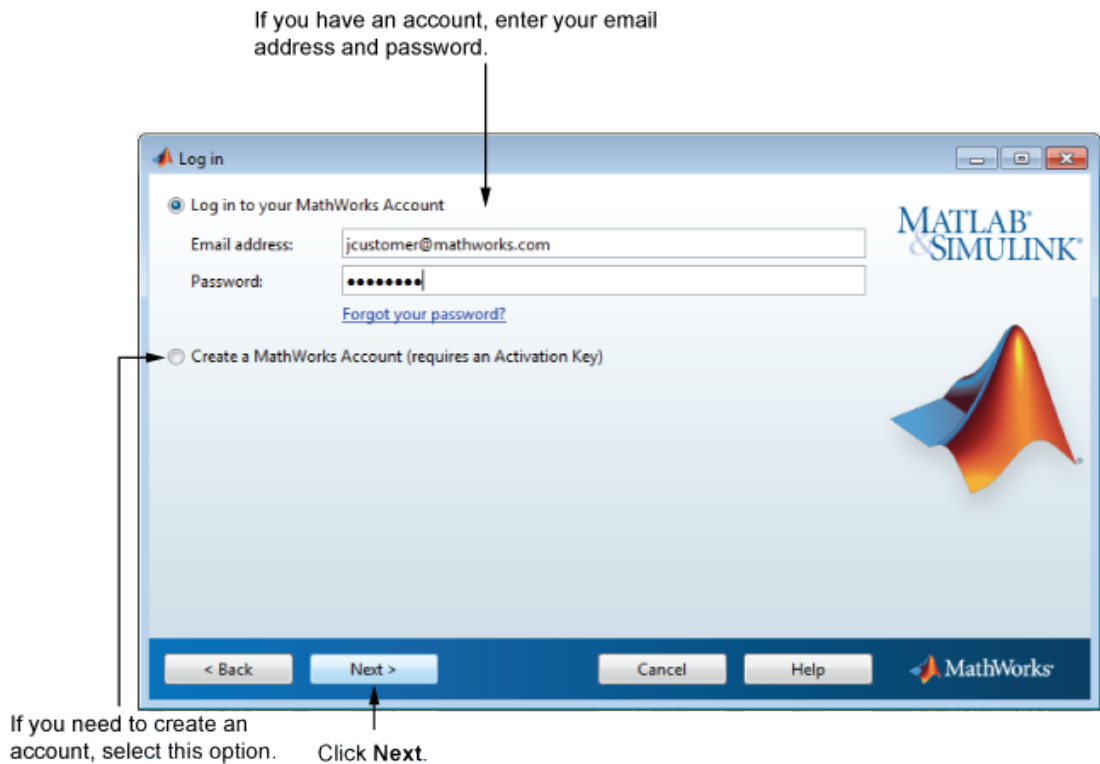 If you have an account, enter your email
address and password.
Log in
Log in to your MathWorks Account
Email address:
jcustomer@mathworks.com
Password:
••••••••
Forgot your password?
Create a MathWorks Account (requires an Activation Key)
MATLAB®
&SIMULINK®
< Back
Next >
Cancel
Help
MathWorks®
If you need to create an
account, select this option.
Click Next.